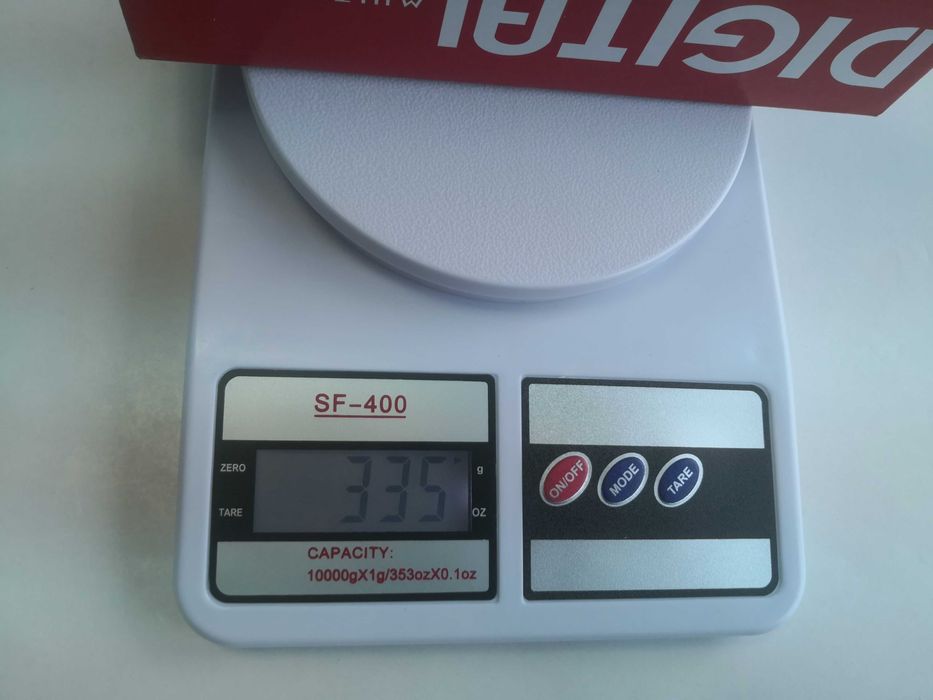 DIGITAL
SF-400
ZERO
g
335
TARE
OZ
CAPACITY:
10000gX1g/353ozX0.1oz
ON/OFF
MODE
TARE